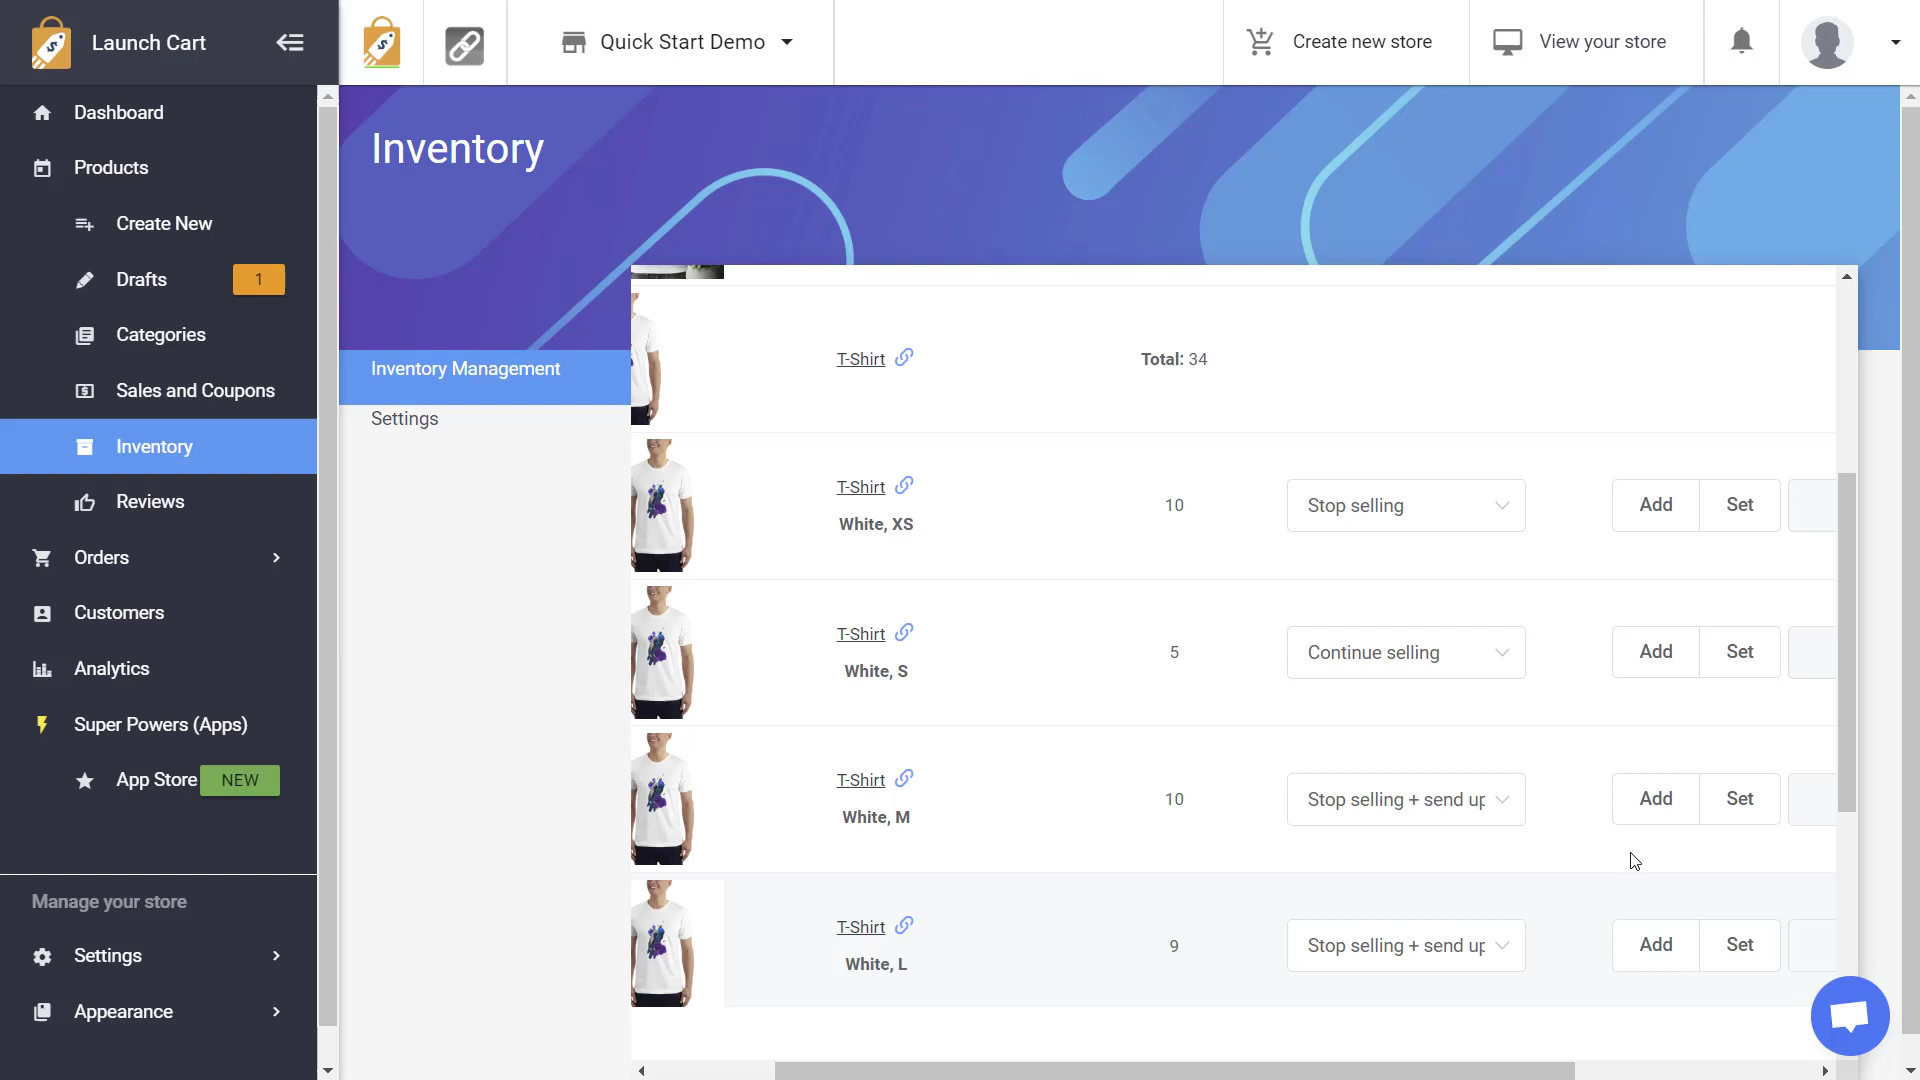 Launch Cart
Quick Start Demo
Create new store
View your store
Dashboard
Products
Create New
Drafts
1
Categories
Sales and Coupons
Inventory
Reviews
Orders
Customers
Analytics
Super Powers (Apps)
App Store
NEW
Manage your store
Settings
Appearance
Inventory
Inventory Management
Settings
T-Shirt
Total: 34
T-Shirt
White, XS
10
Stop selling
Add
Set
T-Shirt
White, S
5
Continue selling
Add
Set
T-Shirt
White, M
10
Stop selling + send up
Add
Set
T-Shirt
White, L
9
Stop selling + send up
Add
Set